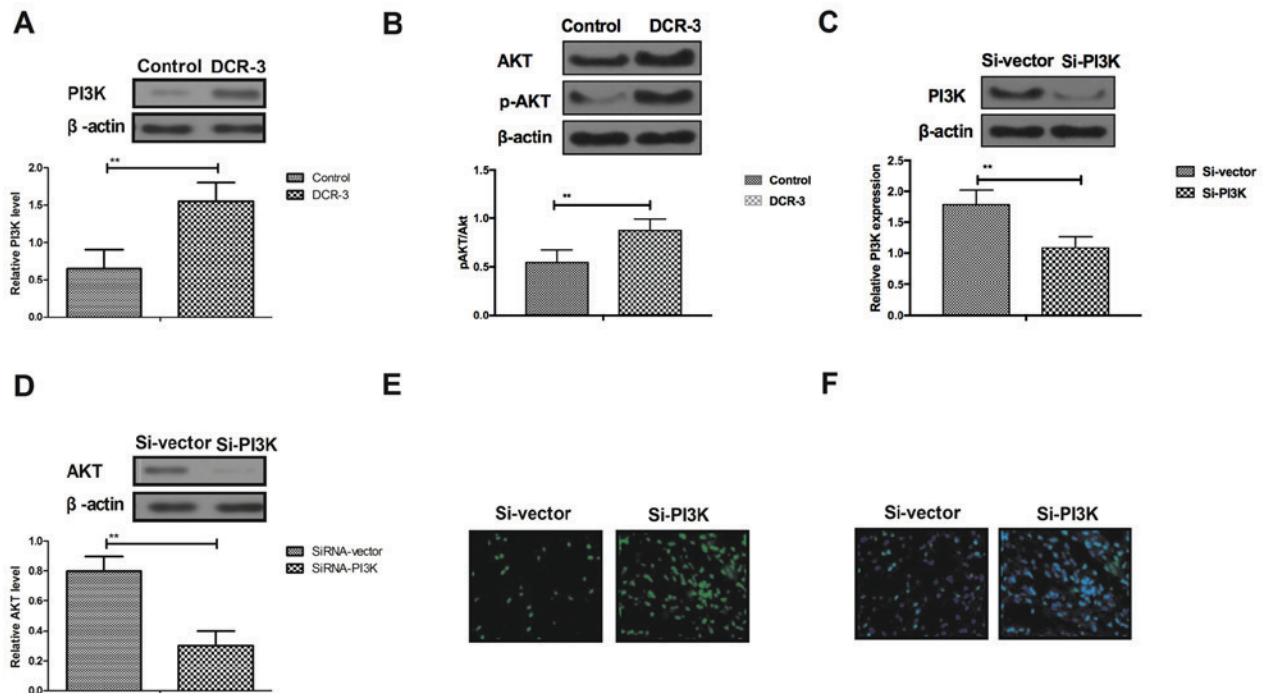 A
Control DCR-3
PI3K
β -actin
Relative PI3K level
2.0
1.5
1.0
0.5
0.0
**
Control
DCR-3
B
Control DCR-3
AKT
p-AKT
β-actin
pAKT/Akt
1.5
1.0
0.5
0.0
**
Control
DCR-3
C
Si-vector Si-PI3K
PI3K
β-actin
Relative PI3K expression
2.5
2.0
1.5
1.0
0.5
0.0
**
Si-vector
Si-PI3K
D
Si-vector Si-PI3K
AKT
β -actin
Relative AKT level
1.0
0.8
0.6
0.4
0.2
0.0
**
SiRNA-vector
SiRNA-PI3K
E
Si-vector Si-PI3K
F
Si-vector Si-PI3K